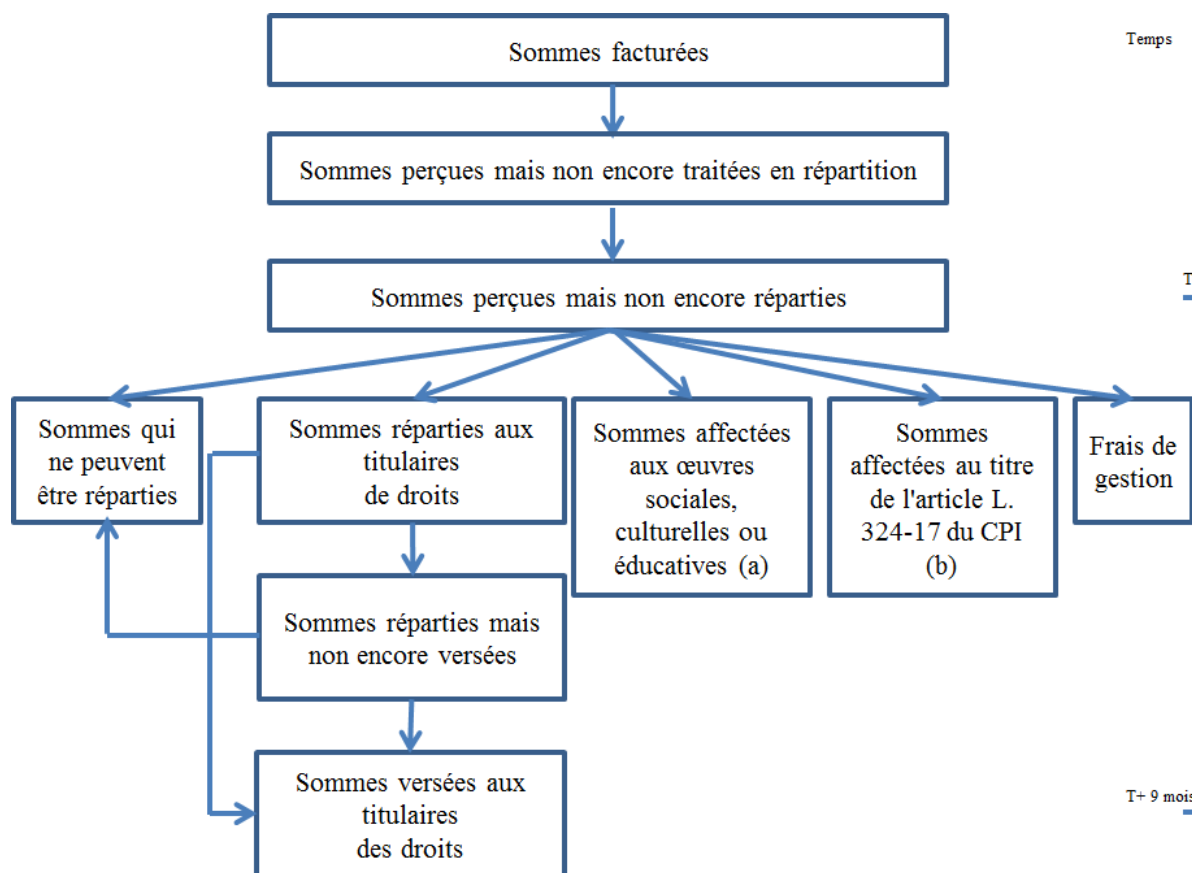 Sommes facturées
Temps
Sommes perçues mais non encore traitées en répartition
Sommes perçues mais non encore réparties
T
Sommes qui
ne peuvent
être réparties
Sommes réparties aux
titulaires
de droits
Sommes affectées
aux œuvres
sociales,
culturelles ou
éducatives (a)
Sommes
affectées au titre
de l'article L.
324-17 du CPI
(b)
Frais de
gestion
Sommes réparties mais
non encore versées
Sommes versées aux
titulaires
des droits
T+ 9 mois